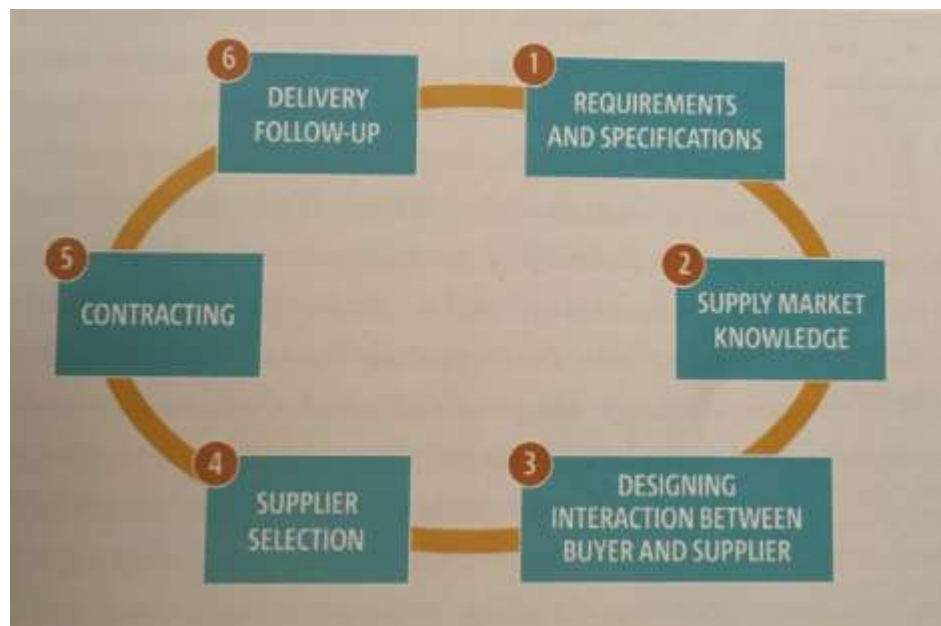 1
REQUIREMENTS
AND SPECIFICATIONS
2
SUPPLY MARKET
KNOWLEDGE
3
DESIGNING
INTERACTION BETWEEN
BUYER AND SUPPLIER
4
SUPPLIER
SELECTION
5
CONTRACTING
6
DELIVERY
FOLLOW-UP